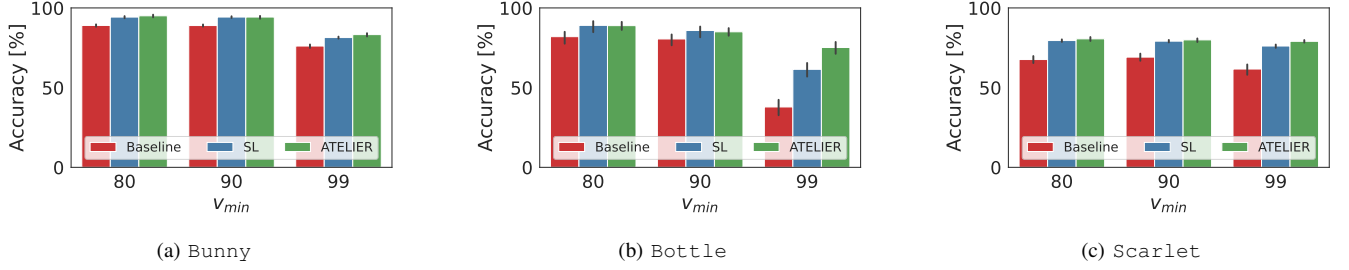 Accuracy [%]
100
50
0
Baseline SL ATELIER
80 90 99
v_min
(a) Bunny
Accuracy [%]
100
50
0
Baseline SL ATELIER
80 90 99
v_min
(b) Bottle
Accuracy [%]
100
50
0
Baseline SL ATELIER
80 90 99
v_min
(c) Scarlet